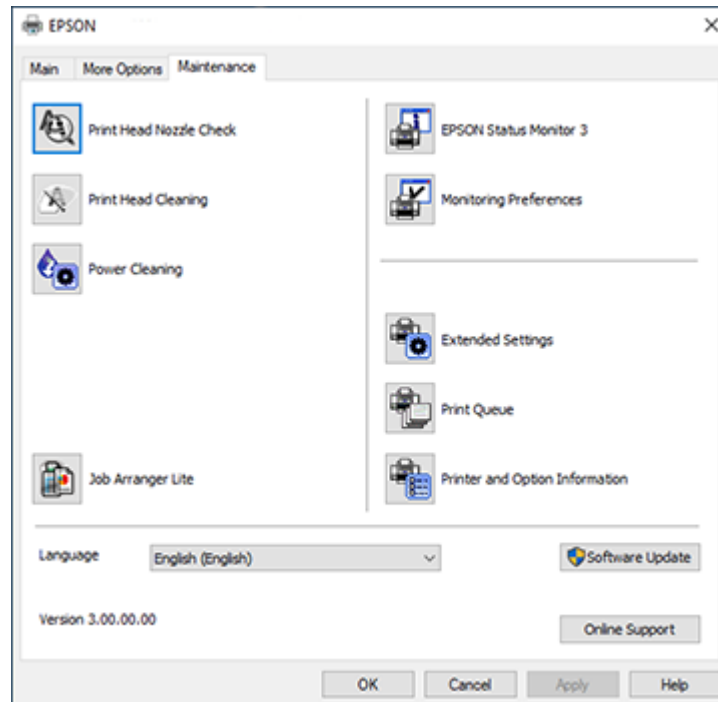 EPSON
Main
More Options
Maintenance
Print Head Nozzle Check
Print Head Cleaning
Power Cleaning
Job Arranger Lite
EPSON Status Monitor 3
Monitoring Preferences
Extended Settings
Print Queue
Printer and Option Information
Language
English (English)
Software Update
Version 3.00.00.00
Online Support
OK
Cancel
Apply
Help